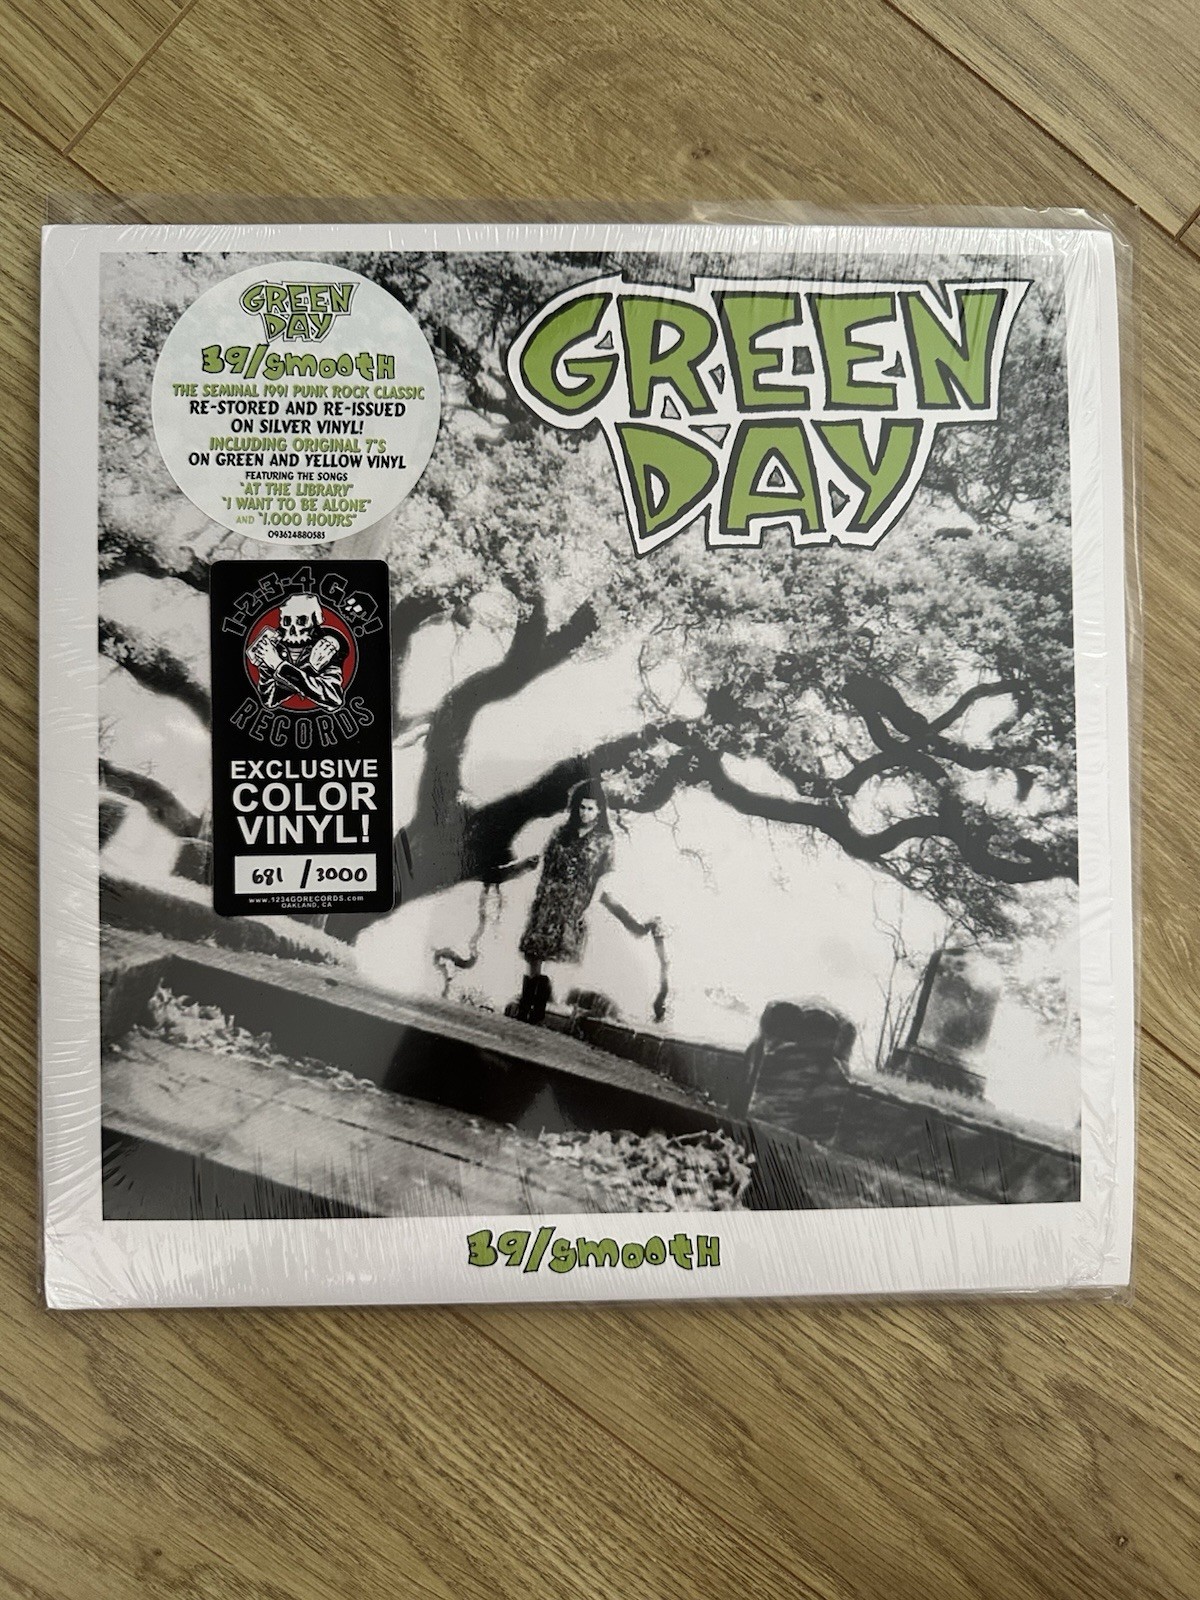 GREEN
DAY
39/smooth
THE SEMINAL 1991 PUNK ROCK CLASSIC
RE-STORED AND RE-ISSUED
ON SILVER VINYL!
INCLUDING ORIGINAL 7"S
ON GREEN AND YELLOW VINYL
FEATURING THE SONGS
"AT THE LIBRARY"
"I WANT TO BE ALONE"
AND "1,000 HOURS"
093624880585
GREEN
DAY
1-2-3-4 GO!
RECORDS
EXCLUSIVE
COLOR
VINYL!
681 / 3000
www.1234GORECORDS.com
OAKLAND, CA
39/smooth